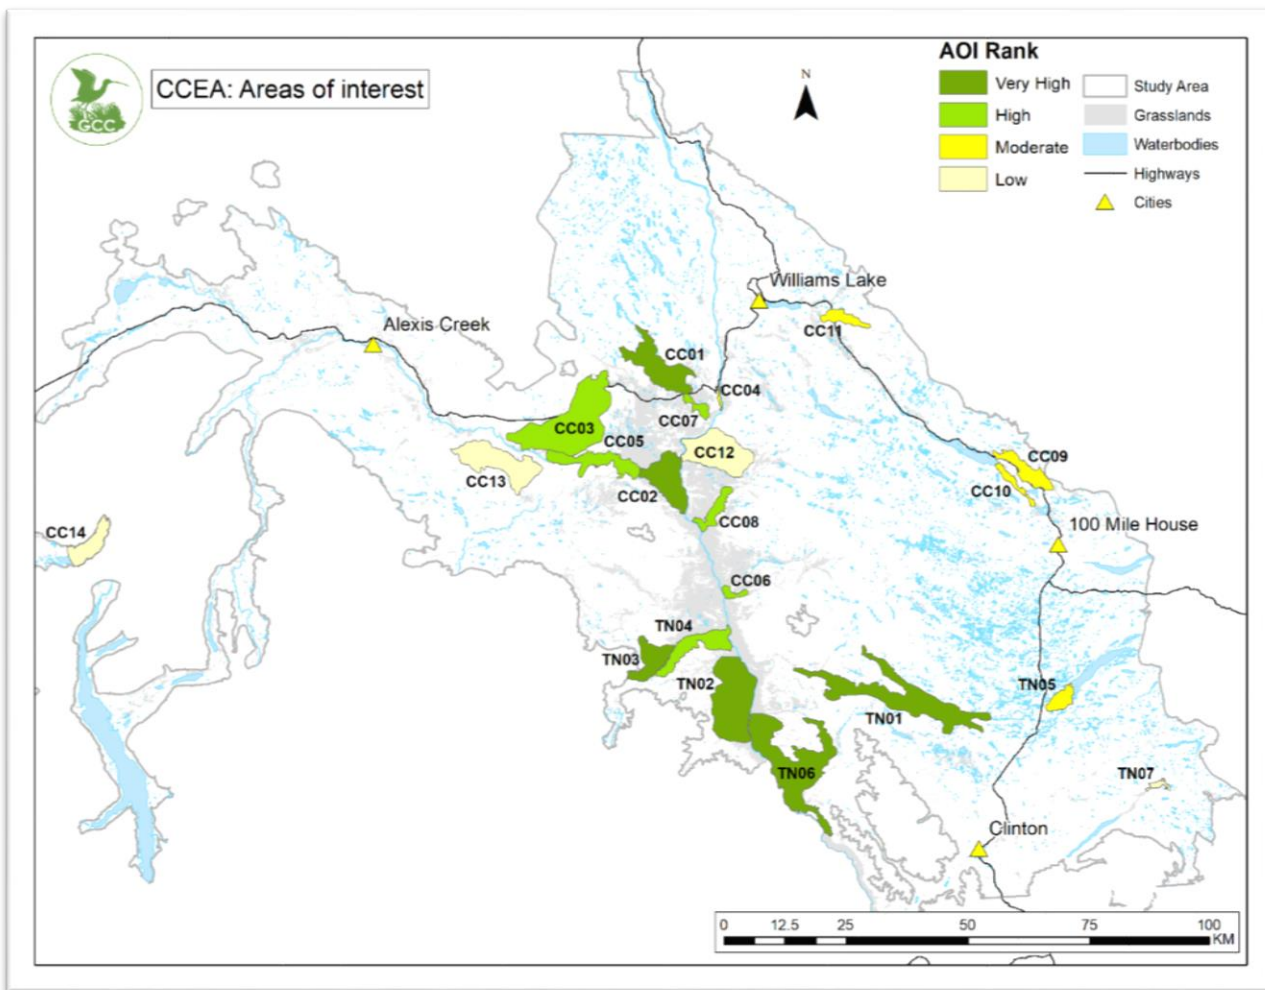 AOI Rank
GCC
CCEA: Areas of interest
N
Very High
High
Moderate
Low
Study Area
Grasslands
Waterbodies
Highways
Cities
Williams Lake
Alexis Creek
CC11
CC01
CC04
CC07
CC03
CC05
CC12
CC09
CC13
CC10
CC02
CC08
100 Mile House
CC14
CC06
TN04
TN03
TN02
TN05
TN01
TN06
TN07
Clinton
0 12.5 25 50 75 100
KM